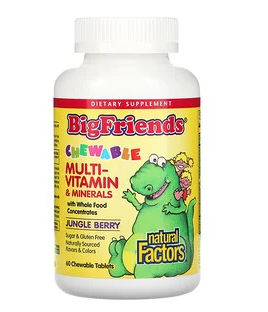 DIETARY SUPPLEMENT
BigFriends®
CHEWABLE
MULTI-
VITAMIN
& MINERALS
with Whole Food
Concentrates
JUNGLE BERRY
Sugar & Gluten Free
Naturally Sourced
Flavors & Colors
60 Chewable Tablets
natural
Factors